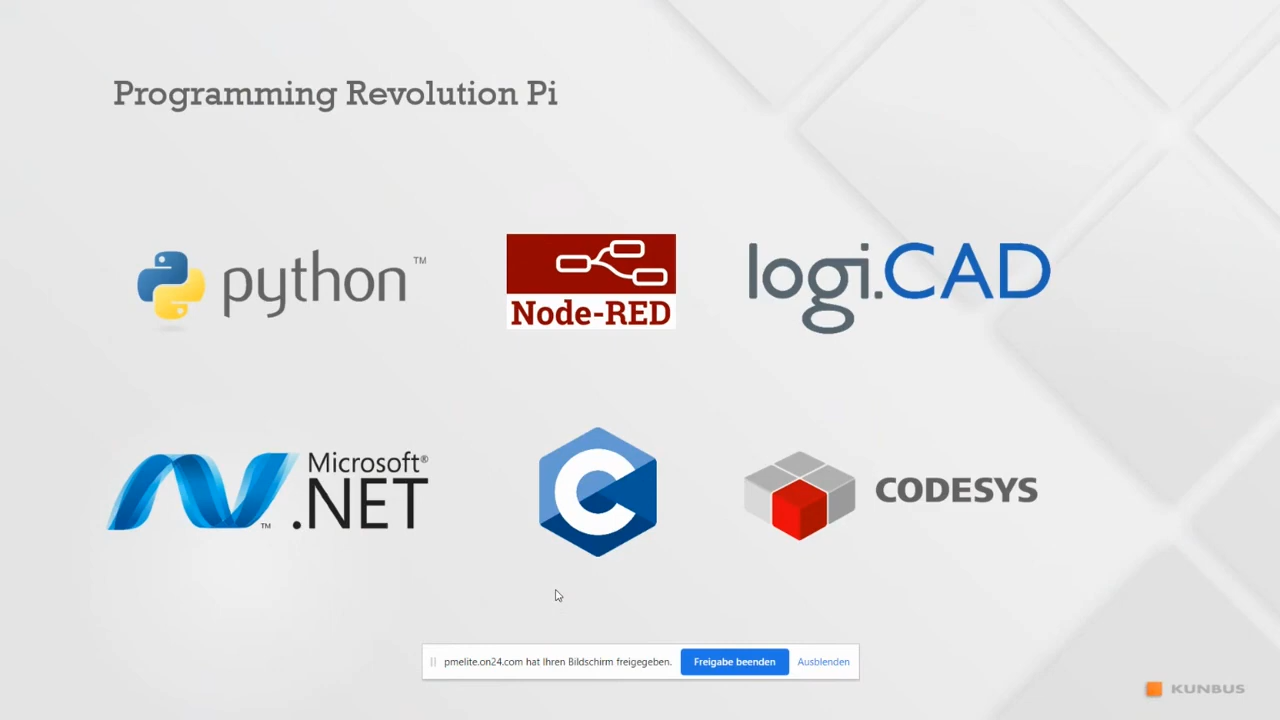 Programming Revolution Pi
python™
Node-RED
logi.CAD
Microsoft®
.NET
™
C
CODESYS
pmelite.on24.com hat Ihren Bildschirm freigegeben. Freigabe beenden Ausblenden
KUNBUS